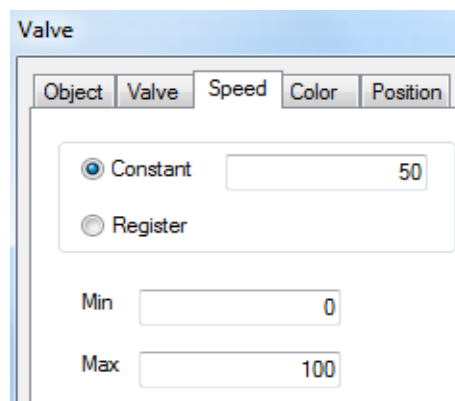 Valve
Object Valve Speed Color Position
Constant 50
Register
Min 0
Max 100